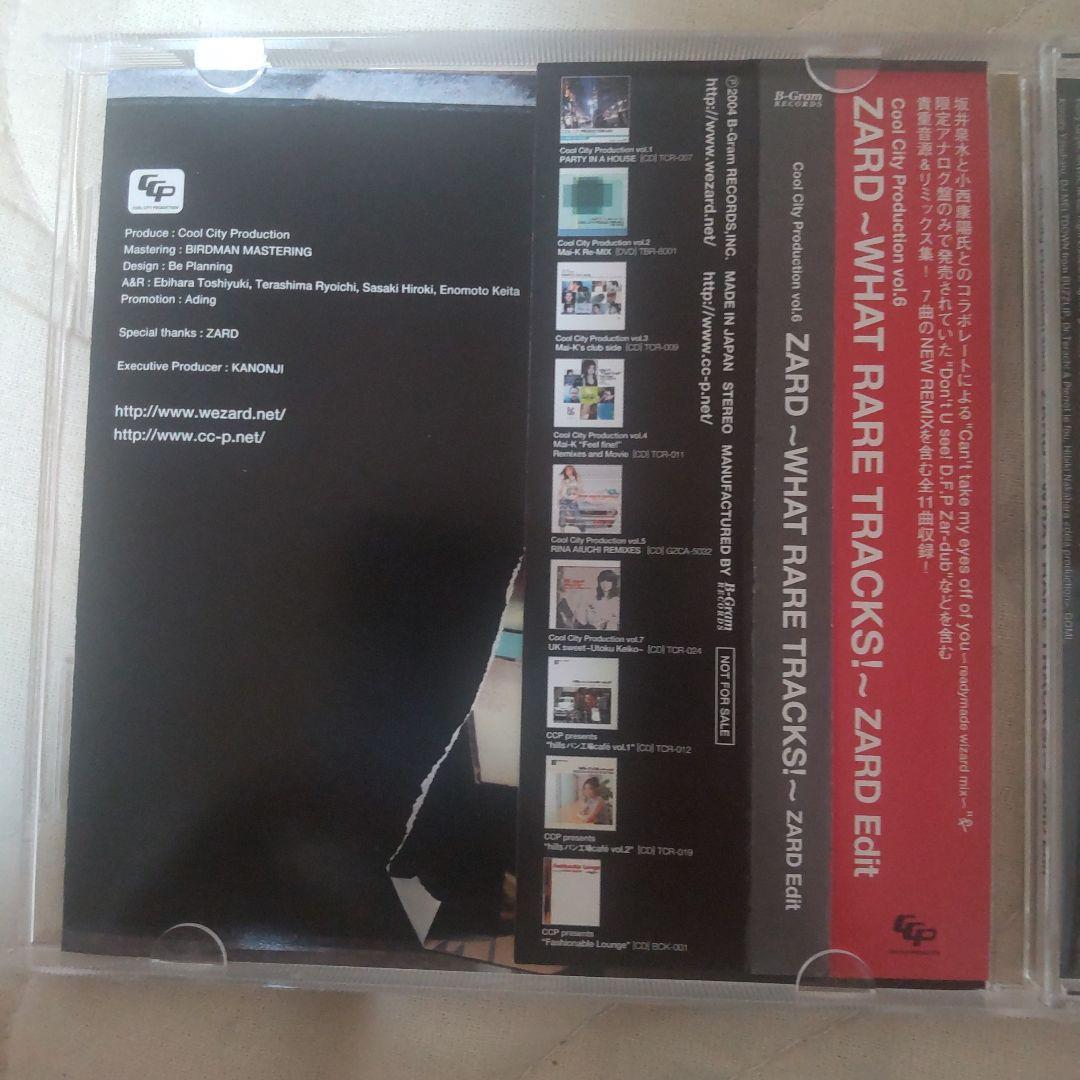 CCP
COOL CITY PRODUCTION
Produce : Cool City Production
Mastering : BIRDMAN MASTERING
Design : Be Planning
A&R : Ebihara Toshiyuki, Terashima Ryoichi, Sasaki Hiroki, Enomoto Keita
Promotion : Ading
Special thanks : ZARD
Executive Producer : KANONJI
http://www.wezard.net/
http://www.cc-p.net/
Cool City Production vol.1
PARTY IN A HOUSE [CD] TCR-007
Cool City Production vol.2
Mai-K Re-MIX [DVD] TBR-6001
Cool City Production vol.3
Mai-K's club side [CD] TCR-009
Cool City Production vol.4
Mai-K "Feel fine!"
Remixes and Movie [CD] TCR-011
Cool City Production vol.5
RINA AIUCHI REMIXES [CD] GZCA-5032
Cool City Production vol.7
UK sweet~Utoku Keiko~ [CD] TCR-024
CCP presents
"hillsパン工場café vol.1" [CD] TCR-012
CCP presents
"hillsパン工場café vol.2" [CD] TCR-019
CCP presents
"Fashionable Lounge" [CD] BCK-001
Ⓟ2004 B-Gram RECORDS,INC. MADE IN JAPAN STEREO MANUFACTURED BY B-Gram RECORDS
http://www.wezard.net/ http://www.cc-p.net/
NOT FOR SALE
B-Gram
RECORDS
Cool City Production vol.6 ZARD ~WHAT RARE TRACKS!~ ZARD Edit
坂井泉水と小西康陽氏とのコラボレートによる"Can't take my eyes off of you~readymade wizard mix~"や
限定アナログ盤のみで発売されていた"Don't U see! D.F.P Zar-dub"などを含む
貴重音源&リミックス集! 7曲のNEW REMIXを含む全11曲収録!
Cool City Production vol.6
ZARD ~WHAT RARE TRACKS!~ ZARD Edit
CCP